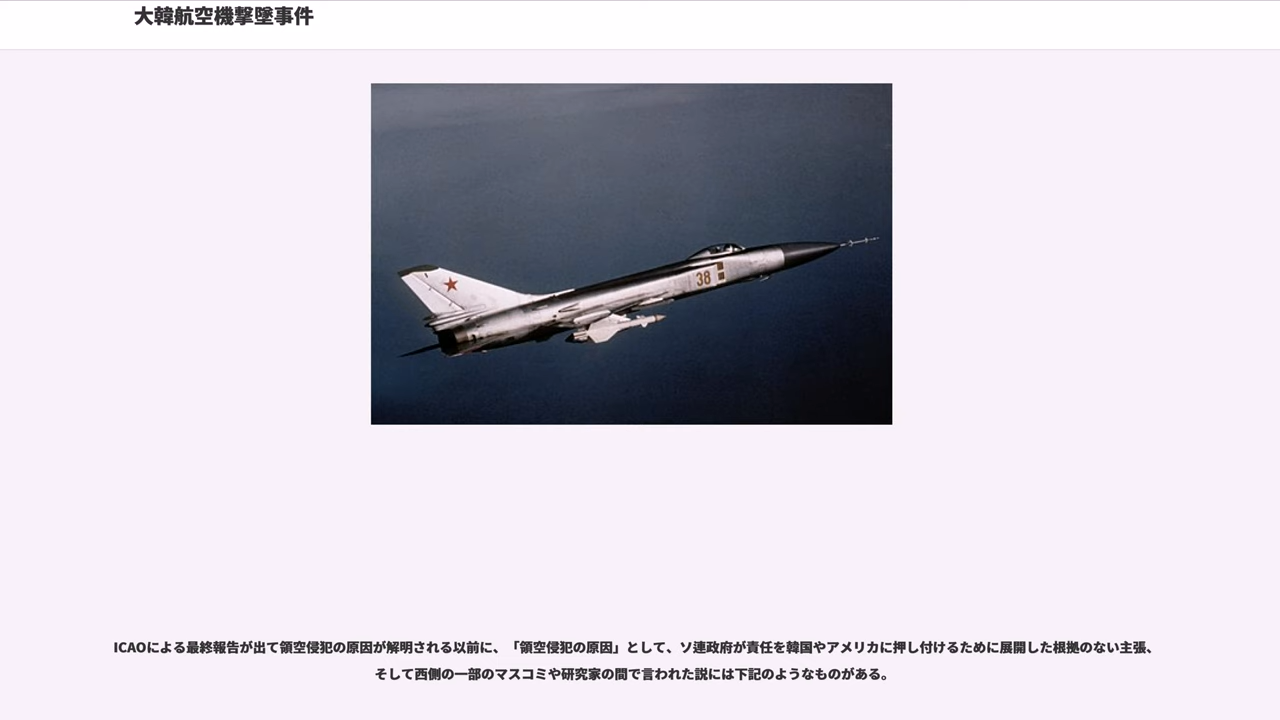 大韓航空機撃墜事件
38
ICAOによる最終報告が出て領空侵犯の原因が解明される以前に、「領空侵犯の原因」として、ソ連政府が責任を韓国やアメリカに押し付けるために展開した根拠のない主張、
そして西側の一部のマスコミや研究家の間で言われた説には下記のようなものがある。